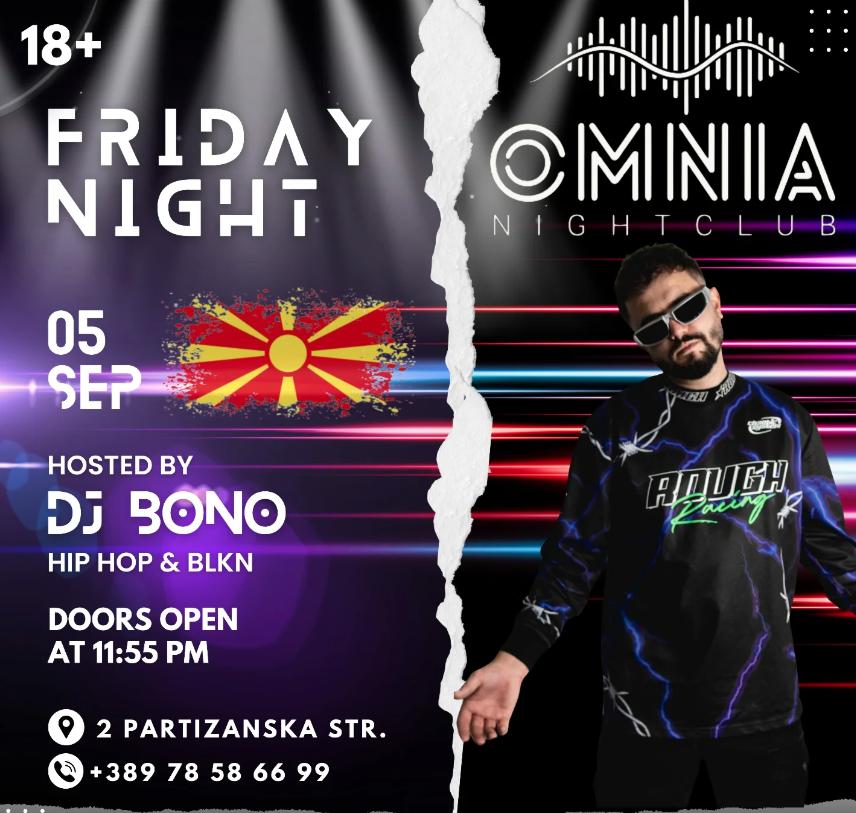 18+
FRIDAY
NIGHT
05
SEP
HOSTED BY
DJ BONO
HIP HOP & BLKN
DOORS OPEN
AT 11:55 PM
2 PARTIZANSKA STR.
+389 78 58 66 99
OMNIA
NIGHTCLUB
Racing